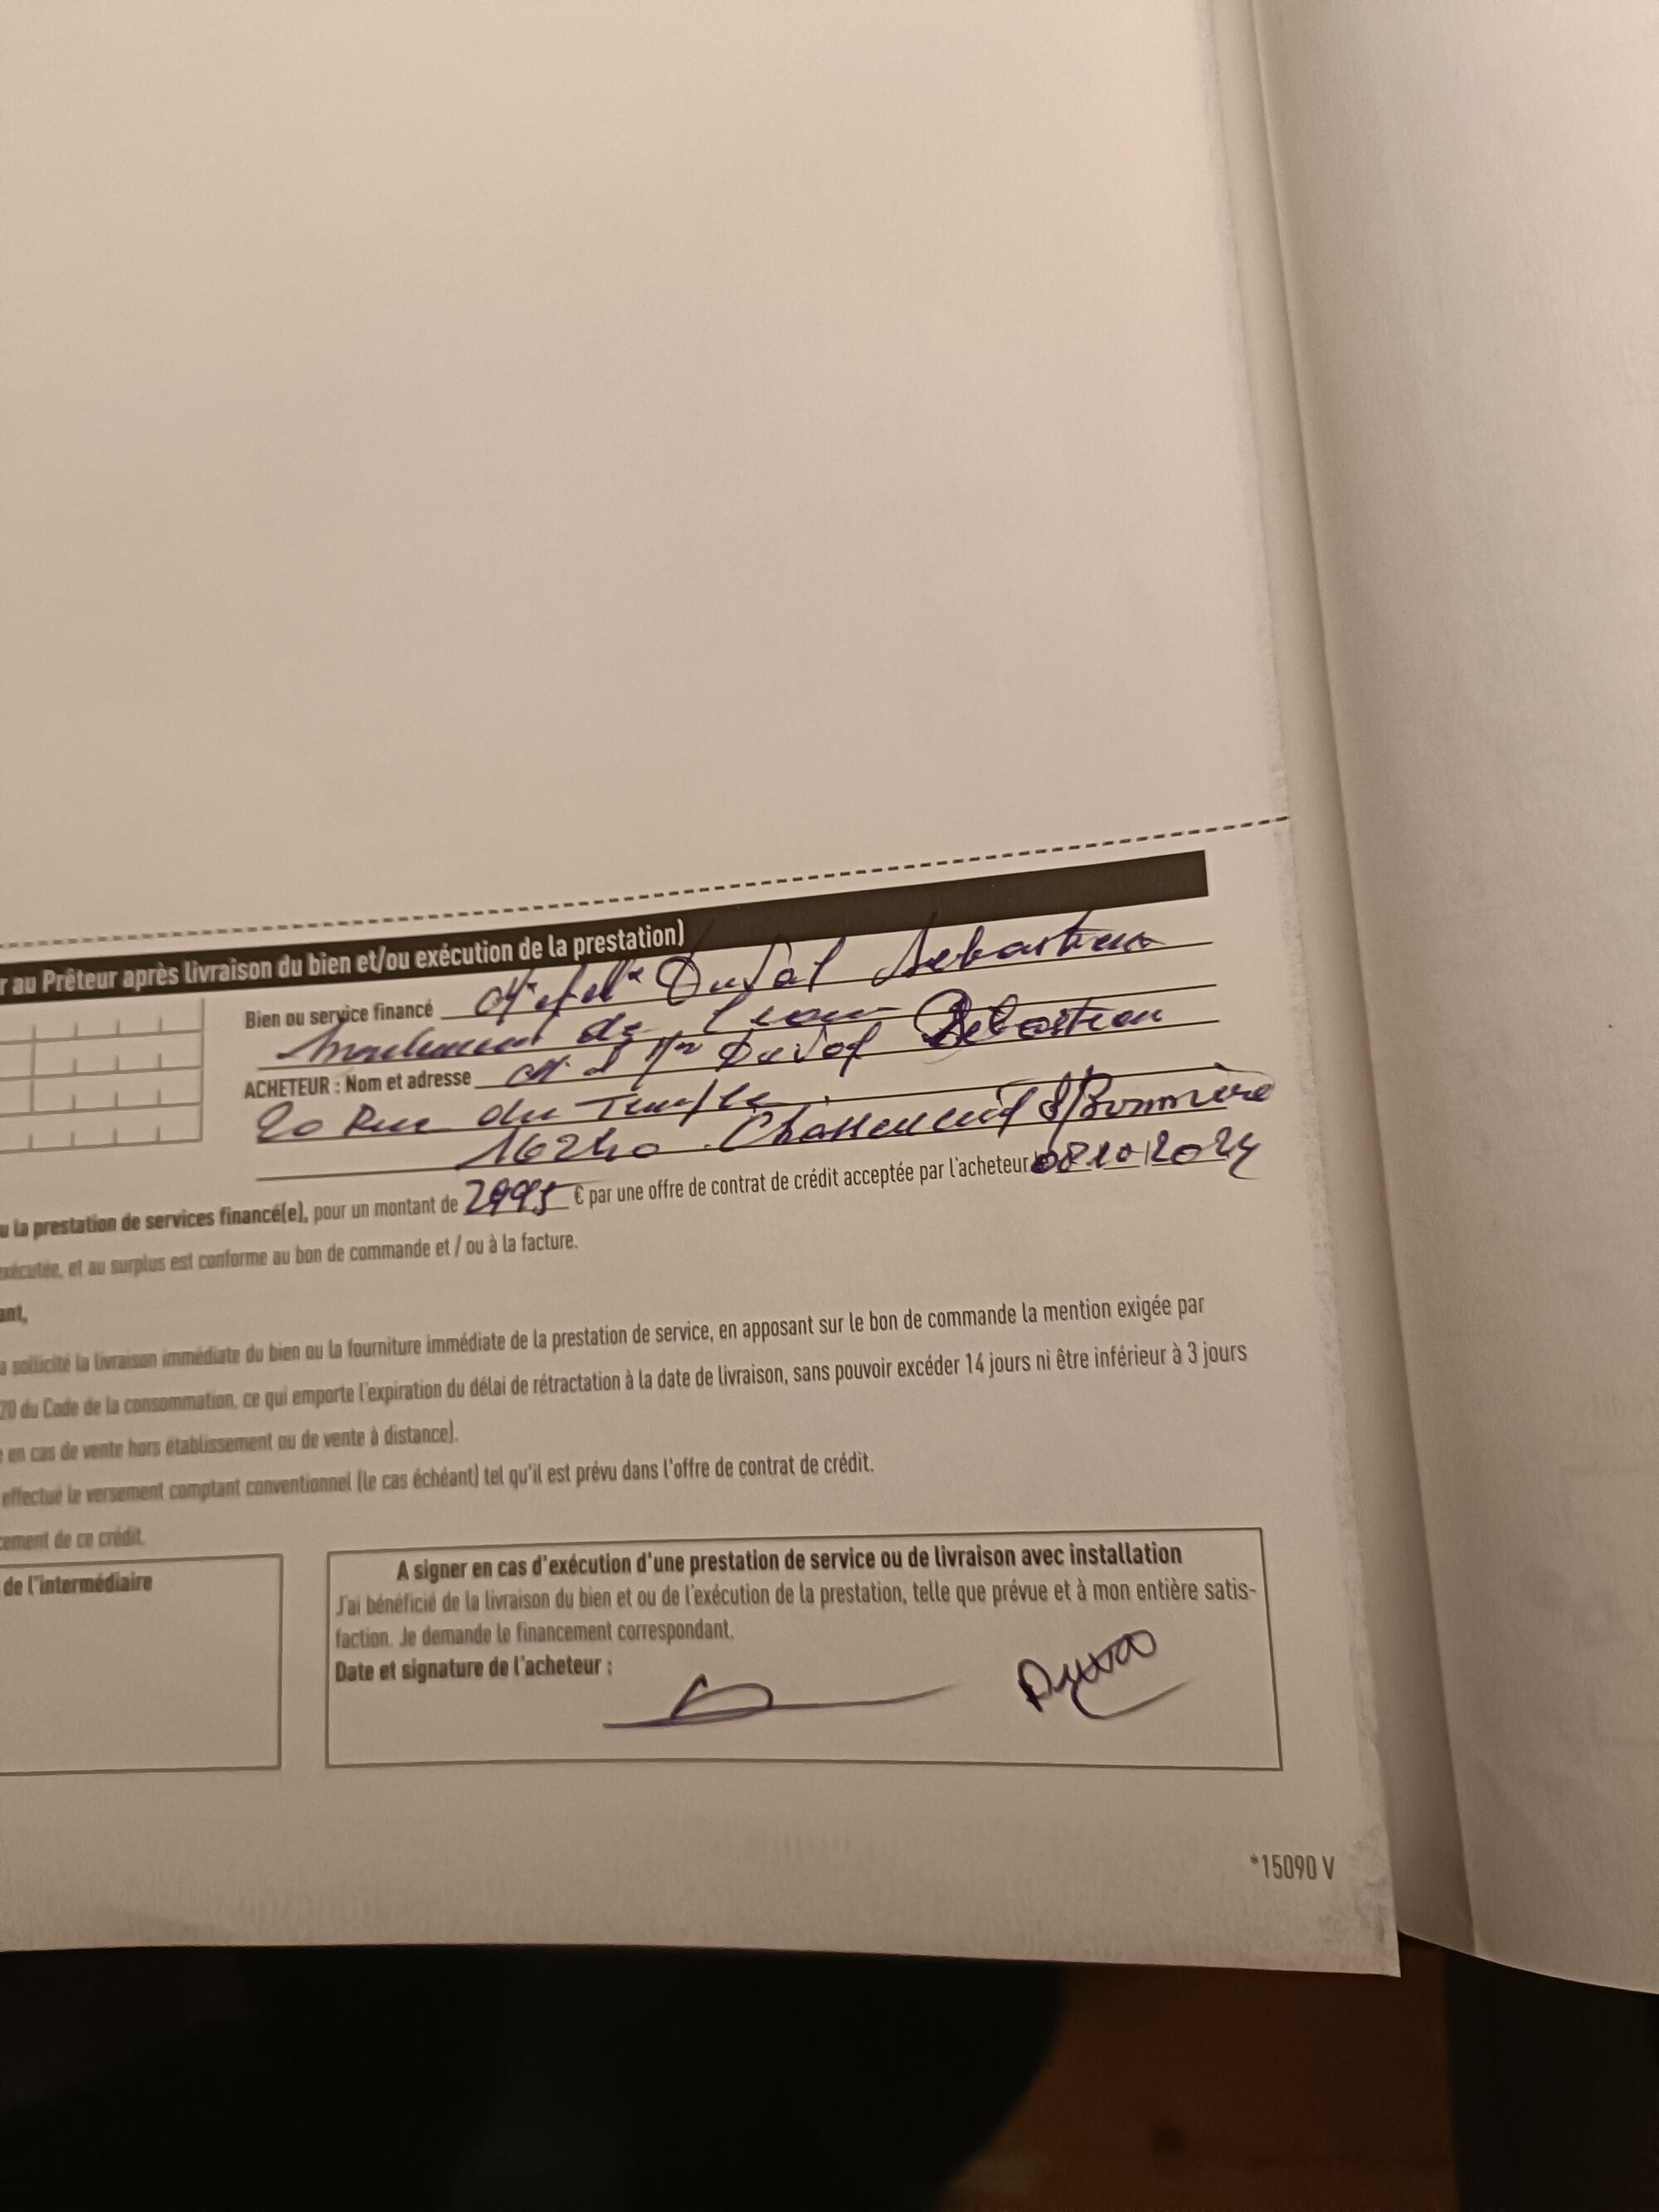 r au Prêteur après livraison du bien et/ou exécution de la prestation)
Bien ou service financé Duval Sebastien
de
ACHETEUR : Nom et adresse Duval Sebastien
20 Rue du Temple
16240
u la prestation de services financé(e), pour un montant de 2995 € par une offre de contrat de crédit acceptée par l'acheteur 08 10 2024
exécutée, et au surplus est conforme au bon de commande et / ou à la facture.
ant,
a sollicité la livraison immédiate du bien ou la fourniture immédiate de la prestation de service, en apposant sur le bon de commande la mention exigée par
20 du Code de la consommation, ce qui emporte l'expiration du délai de rétractation à la date de livraison, sans pouvoir excéder 14 jours ni être inférieur à 3 jours
e en cas de vente hors établissement ou de vente à distance).
effectué le versement comptant conventionnel (le cas échéant) tel qu'il est prévu dans l'offre de contrat de crédit.
cement de ce crédit.
de l'intermédiaire
A signer en cas d'exécution d'une prestation de service ou de livraison avec installation
J'ai bénéficié de la livraison du bien et ou de l'exécution de la prestation, telle que prévue et à mon entière satis-
faction. Je demande le financement correspondant.
Date et signature de l'acheteur :
*15090 V